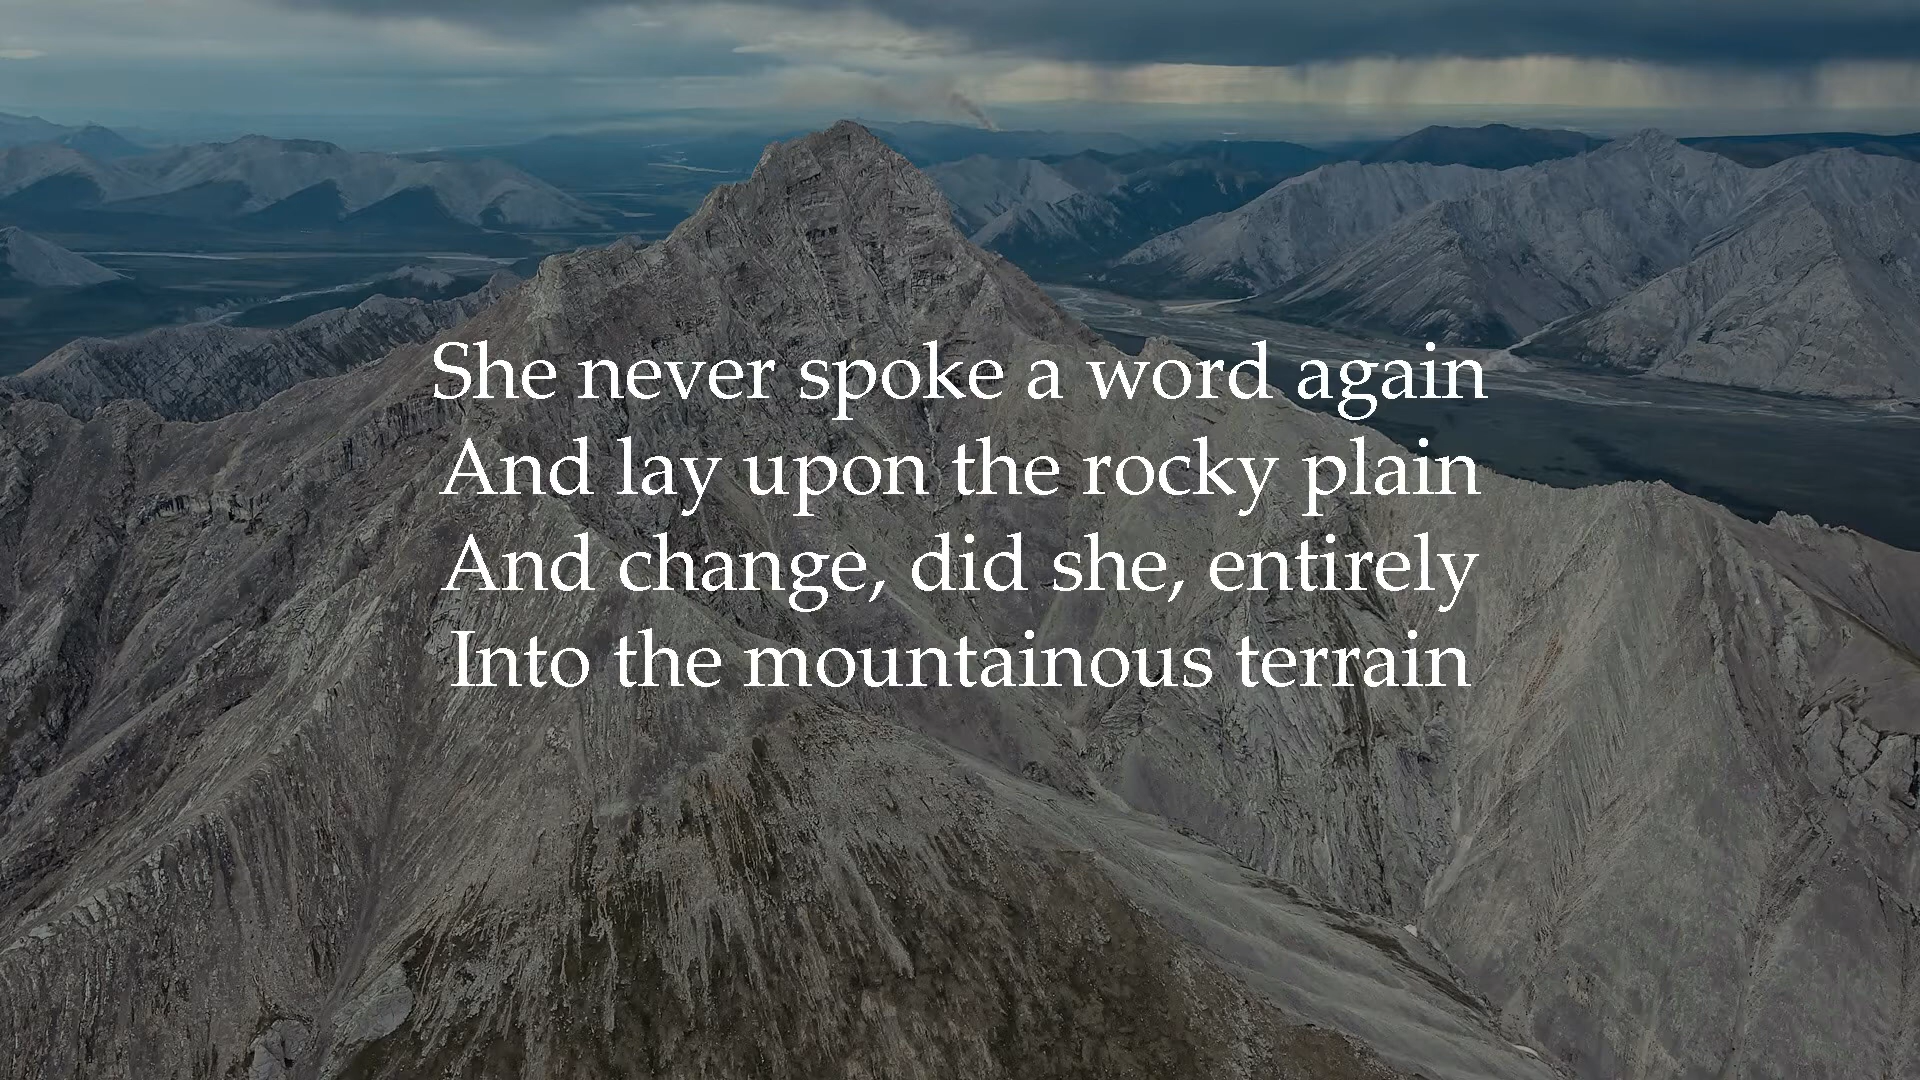 She never spoke a word again
And lay upon the rocky plain
And change, did she, entirely
Into the mountainous terrain